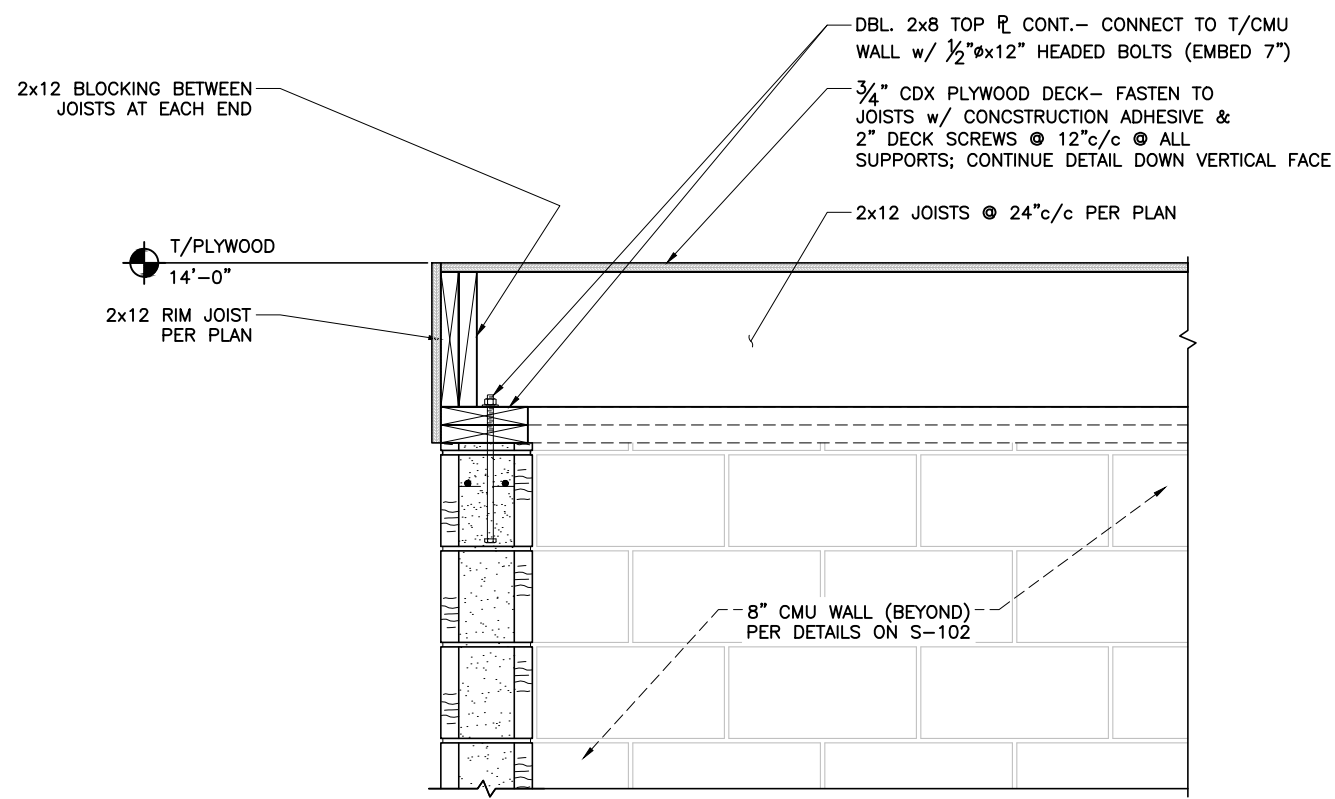 DBL. 2x8 TOP PL CONT.– CONNECT TO T/CMU
WALL w/ 1/2"øx12" HEADED BOLTS (EMBED 7")
2x12 BLOCKING BETWEEN
JOISTS AT EACH END
3/4" CDX PLYWOOD DECK– FASTEN TO
JOISTS w/ CONCSTRUCTION ADHESIVE &
2" DECK SCREWS @ 12"c/c @ ALL
SUPPORTS; CONTINUE DETAIL DOWN VERTICAL FACE
2x12 JOISTS @ 24"c/c PER PLAN
T/PLYWOOD
14'–0"
2x12 RIM JOIST
PER PLAN
8" CMU WALL (BEYOND)
PER DETAILS ON S–102